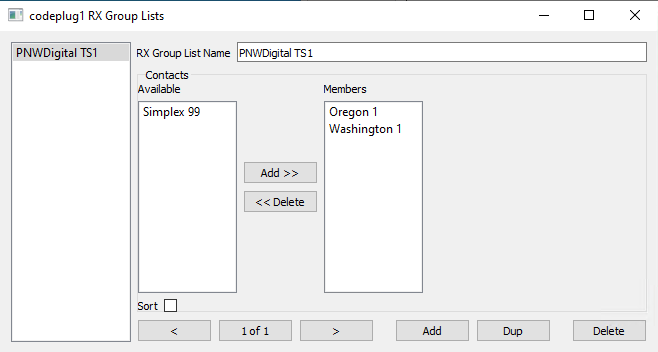 codeplug1 RX Group Lists
PNWDigital TS1
RX Group List Name
PNWDigital TS1
Contacts
Available
Members
Simplex 99
Oregon 1
Washington 1
Add >>
<< Delete
Sort
<
1 of 1
>
Add
Dup
Delete